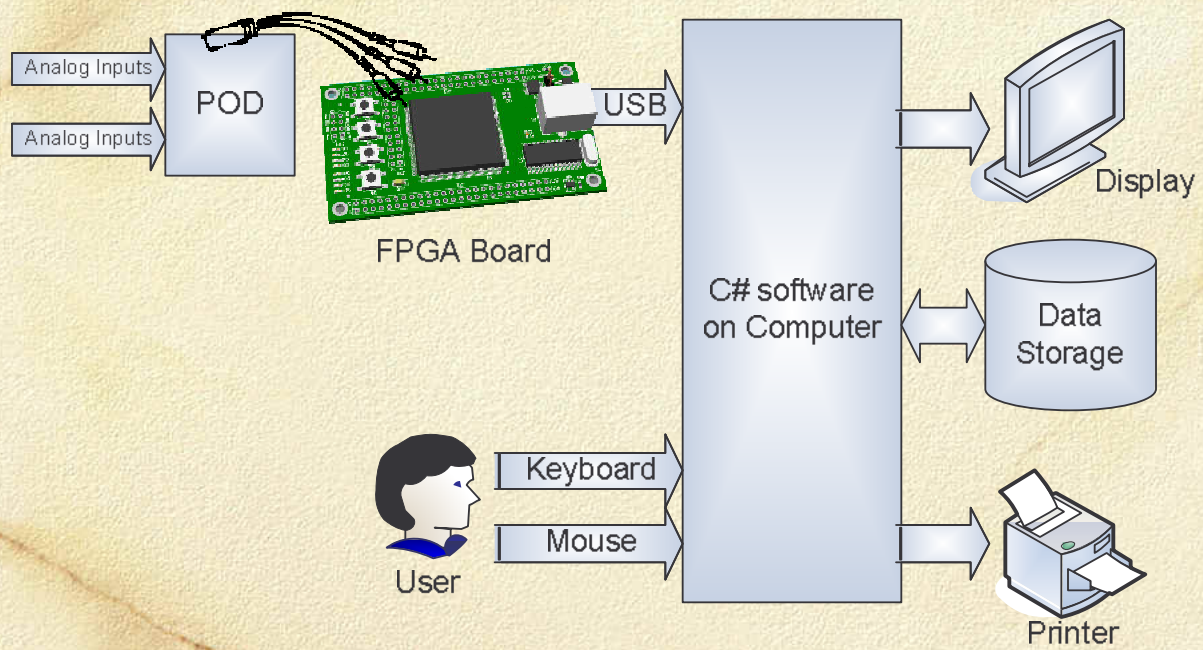 Analog Inputs
POD
Analog Inputs
USB
FPGA Board
C# software
on Computer
Display
Data
Storage
Keyboard
Mouse
User
Printer